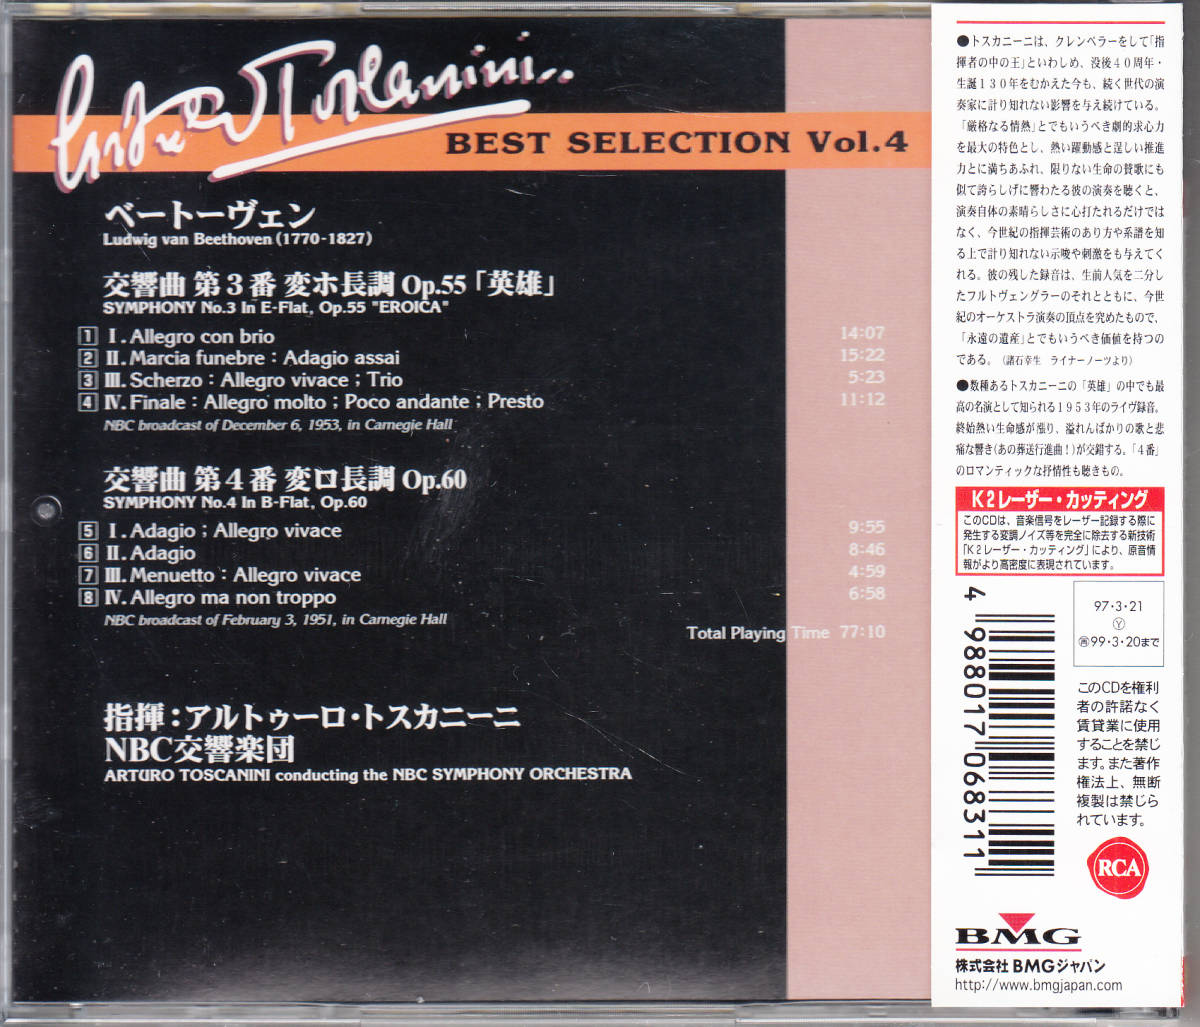 Arturo Toscanini
BEST SELECTION Vol.4
ベートーヴェン
Ludwig van Beethoven (1770-1827)
交響曲 第3番 変ホ長調 Op.55「英雄」
SYMPHONY No.3 In E-Flat, Op.55 "EROICA"
1 I. Allegro con brio 14:07
2 II. Marcia funebre : Adagio assai 15:22
3 III. Scherzo : Allegro vivace ; Trio 5:23
4 IV. Finale : Allegro molto ; Poco andante ; Presto 11:12
NBC broadcast of December 6, 1953, in Carnegie Hall
交響曲 第4番 変ロ長調 Op.60
SYMPHONY No.4 In B-Flat, Op.60
5 I. Adagio ; Allegro vivace 9:55
6 II. Adagio 8:46
7 III. Menuetto : Allegro vivace 4:59
8 IV. Allegro ma non troppo 6:58
NBC broadcast of February 3, 1951, in Carnegie Hall
Total Playing Time 77:10
指揮：アルトゥーロ・トスカニーニ
NBC交響楽団
ARTURO TOSCANINI conducting the NBC SYMPHONY ORCHESTRA
●トスカニーニは、クレンペラーをして「指
揮者の中の王」といわしめ、没後４０周年・
生誕１３０年をむかえた今も、続く世代の演
奏家に計り知れない影響を与え続けている。
「厳格なる情熱」とでもいうべき劇的求心力
を最大の特色とし、熱い躍動感と逞しい推進
力とに満ちあふれ、限りない生命の賛歌にも
似て誇らしげに響わたる彼の演奏を聴くと、
演奏自体の素晴らしさに心打たれるだけでは
なく、今世紀の指揮芸術のあり方や系譜を知
る上で計り知れない示唆や刺激をも与えてく
れる。彼の残した録音は、生前人気を二分し
たフルトヴェングラーのそれとともに、今世
紀のオーケストラ演奏の頂点を究めたもので、
「永遠の遺産」とでもいうべき価値を持つの
である。（諸石幸生　ライナーノーツより）
●数種あるトスカニーニの「英雄」の中でも最
高の名演として知られる１９５３年のライヴ録音。
終始熱い生命感が漲り、溢れんばかりの歌と悲
痛な響き(あの葬送行進曲！)が交錯する。「４番」
のロマンティックな抒情性も聴きもの。
K2レーザー・カッティング
このCDは、音楽信号をレーザー記録する際に
発生する変調ノイズ等を完全に除去する新技術
「K2レーザー・カッティング」により、原音情
報がより高密度に表現されています。
4 988017 068311
97・3・21
Ⓨ
㊢99・3・20まで
このCDを権利
者の許諾なく
賃貸業に使用
することを禁じ
ます。また著作
権法上、無断
複製は禁じら
れています。
RCA
BMG
株式会社 BMGジャパン
http://www.bmgjapan.com